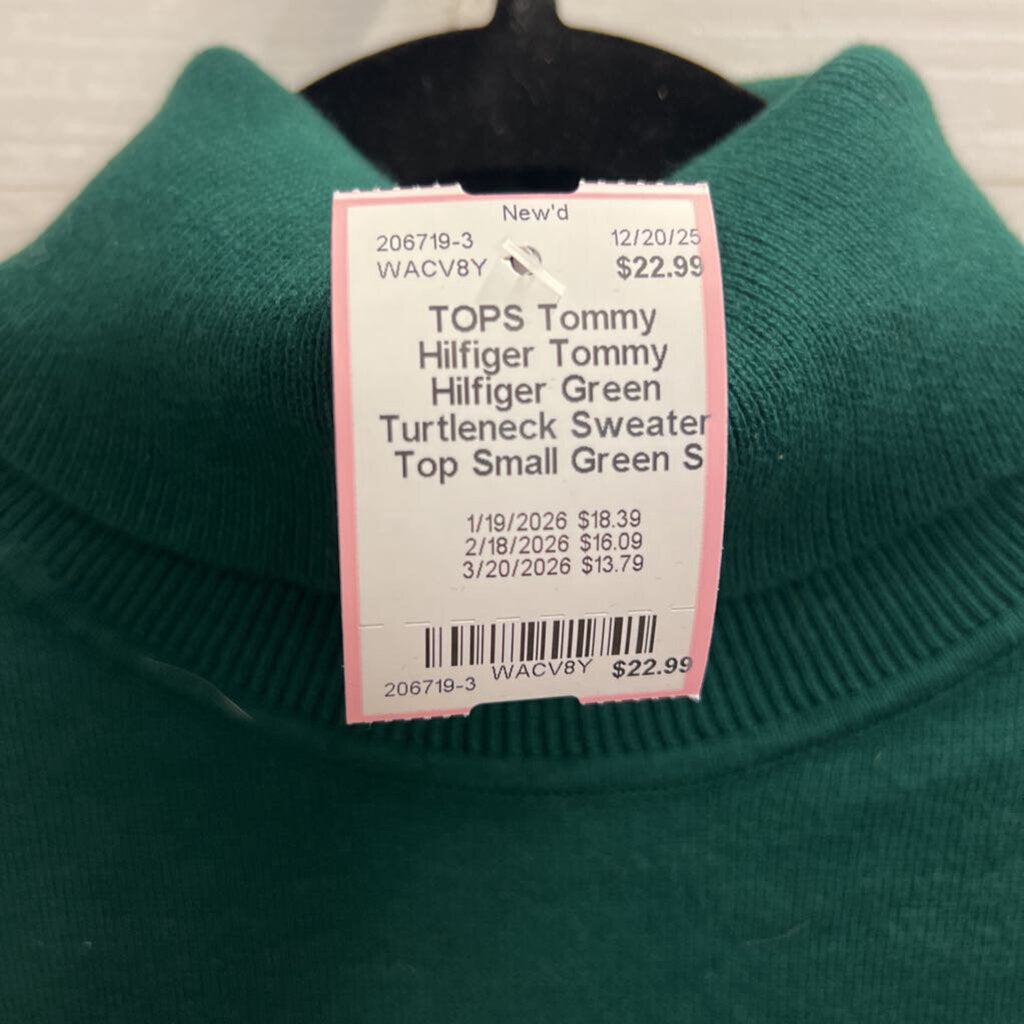 New'd
206719-3 12/20/25
WACV8Y $22.99
TOPS Tommy
Hilfiger Tommy
Hilfiger Green
Turtleneck Sweater
Top Small Green S
1/19/2026 $18.39
2/18/2026 $16.09
3/20/2026 $13.79
206719-3 WACV8Y $22.99